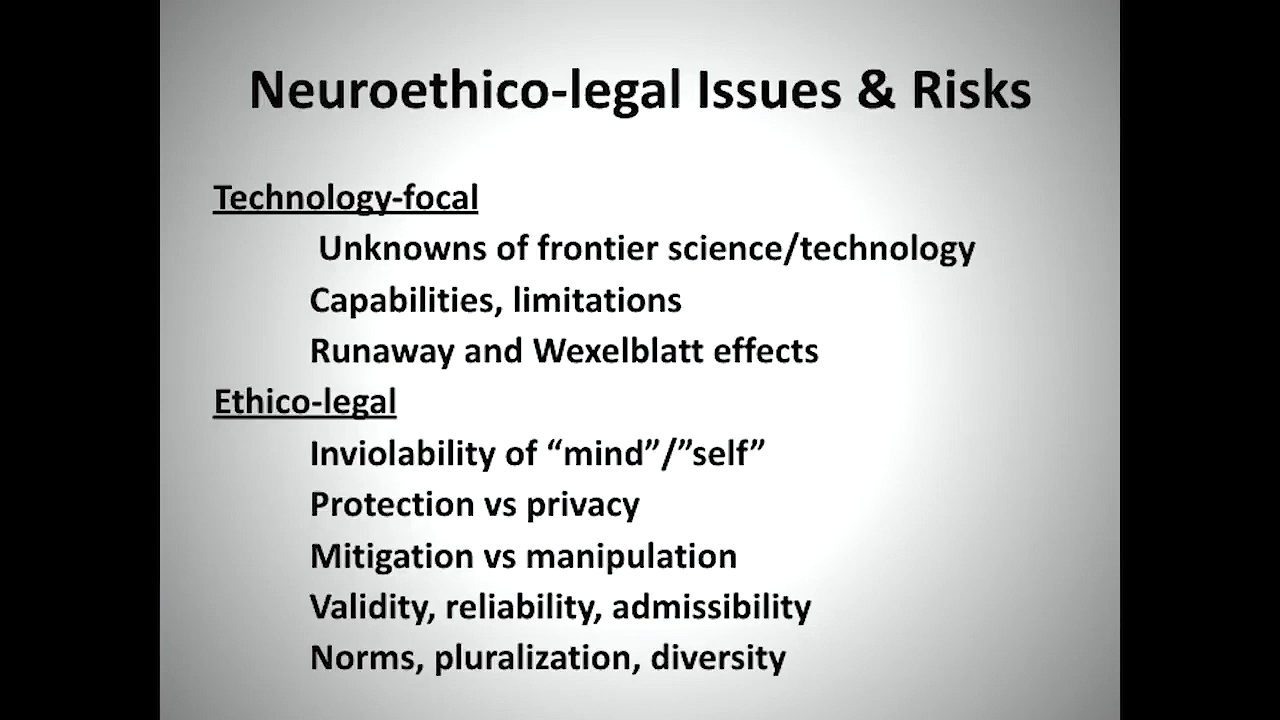 Neuroethico-legal Issues & Risks
Technology-focal
Unknowns of frontier science/technology
Capabilities, limitations
Runaway and Wexelblatt effects
Ethico-legal
Inviolability of “mind”/”self”
Protection vs privacy
Mitigation vs manipulation
Validity, reliability, admissibility
Norms, pluralization, diversity